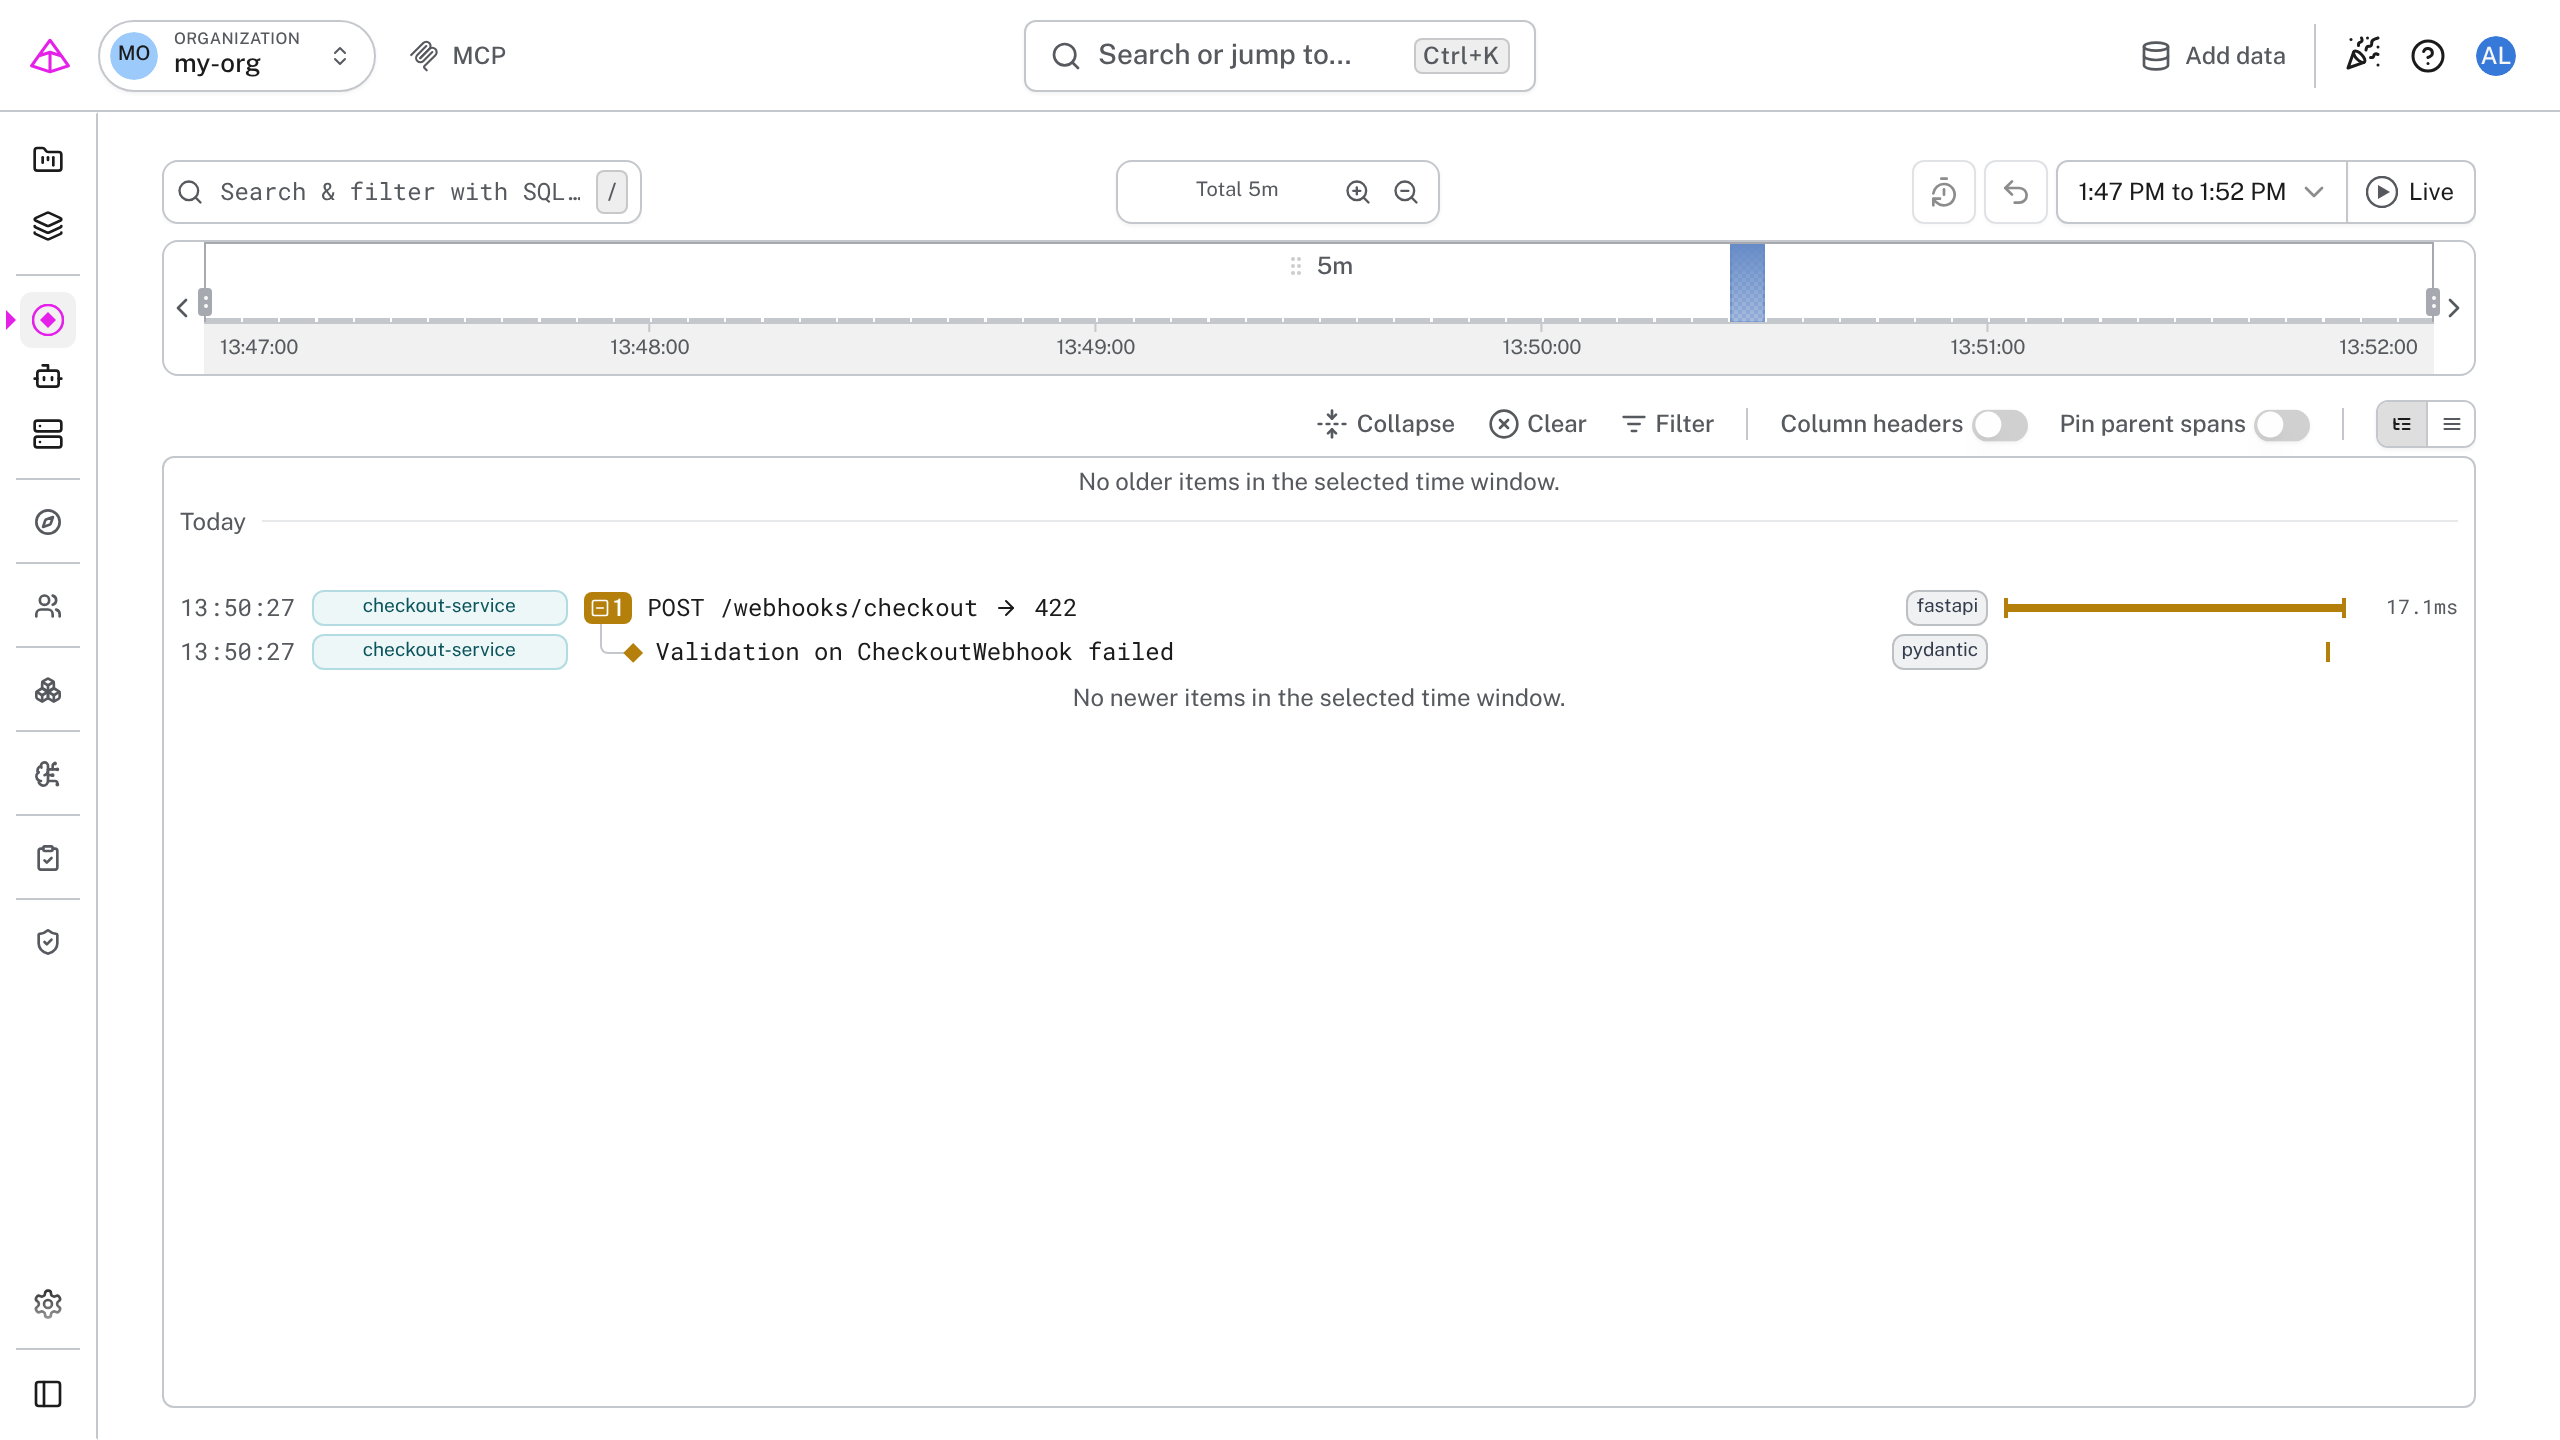 MO ORGANIZATION my-org
MCP
Search or jump to... Ctrl+K
Add data
AL
Search & filter with SQL… /
Total 5m
1:47 PM to 1:52 PM
Live
5m
13:47:00 13:48:00 13:49:00 13:50:00 13:51:00 13:52:00
Collapse Clear Filter Column headers Pin parent spans
No older items in the selected time window.
Today
13:50:27 checkout-service 1 POST /webhooks/checkout → 422 fastapi 17.1ms
13:50:27 checkout-service Validation on CheckoutWebhook failed pydantic
No newer items in the selected time window.